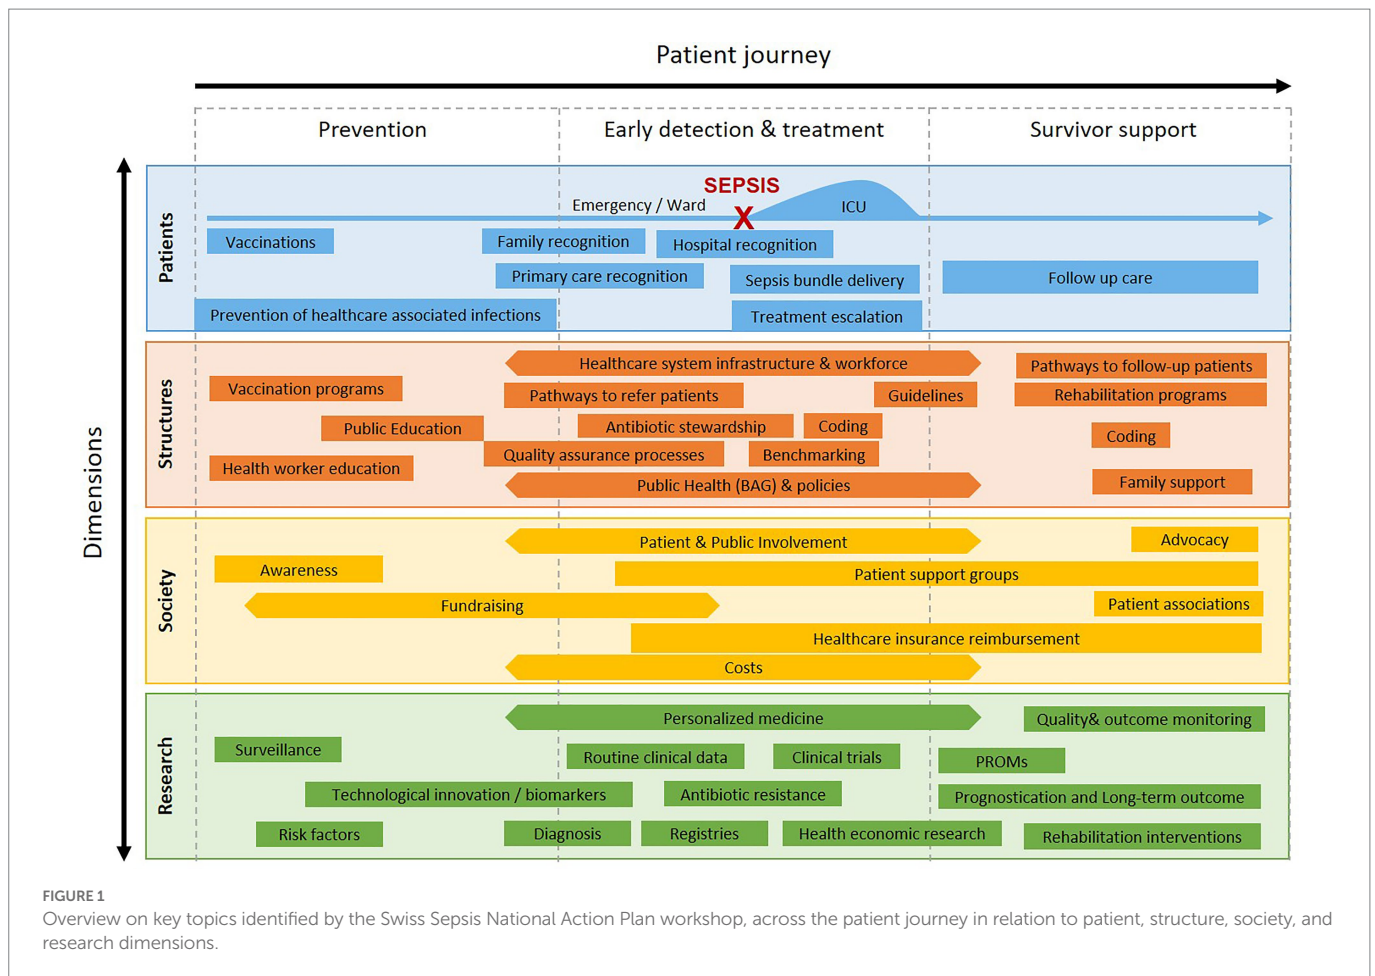 Patient journey
Prevention
Early detection & treatment
Survivor support
Dimensions
Patients
SEPSIS
X
Emergency / Ward
ICU
Vaccinations
Family recognition
Hospital recognition
Primary care recognition
Sepsis bundle delivery
Follow up care
Prevention of healthcare associated infections
Treatment escalation
Structures
Healthcare system infrastructure & workforce
Pathways to follow-up patients
Vaccination programs
Pathways to refer patients
Guidelines
Rehabilitation programs
Public Education
Antibiotic stewardship
Coding
Coding
Health worker education
Quality assurance processes
Benchmarking
Public Health (BAG) & policies
Family support
Society
Patient & Public Involvement
Advocacy
Awareness
Patient support groups
Fundraising
Patient associations
Healthcare insurance reimbursement
Costs
Research
Personalized medicine
Quality& outcome monitoring
Surveillance
Routine clinical data
Clinical trials
PROMs
Technological innovation / biomarkers
Antibiotic resistance
Prognostication and Long-term outcome
Risk factors
Diagnosis
Registries
Health economic research
Rehabilitation interventions
FIGURE 1
Overview on key topics identified by the Swiss Sepsis National Action Plan workshop, across the patient journey in relation to patient, structure, society, and
research dimensions.